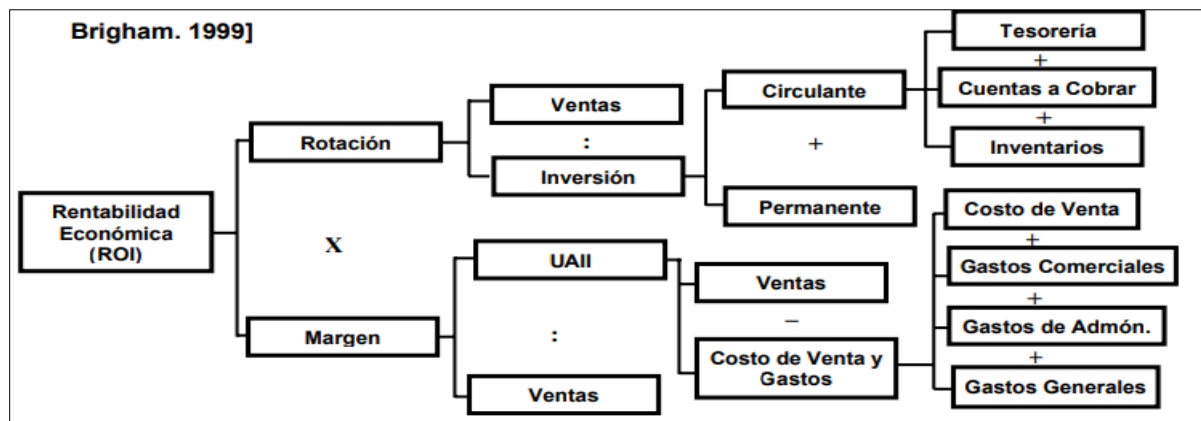 Brigham. 1999]
Rentabilidad
Económica
(ROI)
Rotación
X
Margen
Ventas
:
Inversión
UAII
:
Ventas
Circulante
+
Permanente
Ventas
–
Costo de Venta y
Gastos
Tesorería
+
Cuentas a Cobrar
+
Inventarios
Costo de Venta
+
Gastos Comerciales
+
Gastos de Admón.
+
Gastos Generales